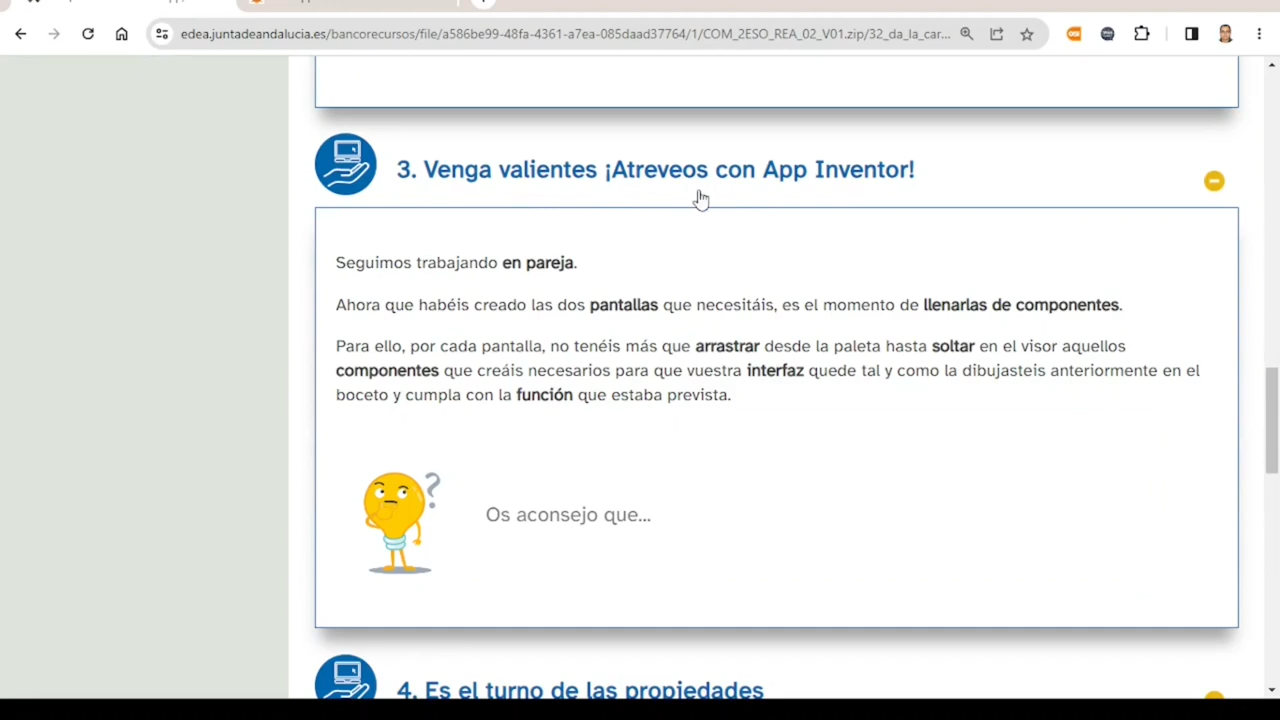 edea.juntadeandalucia.es/bancorecursos/file/a586be99-48fa-4361-a7ea-085daad37764/1/COM_2ESO_REA_02_V01.zip/32_da_la_car...
3. Venga valientes ¡Atreveos con App Inventor!
Seguimos trabajando en pareja.
Ahora que habéis creado las dos pantallas que necesitáis, es el momento de llenarlas de componentes.
Para ello, por cada pantalla, no tenéis más que arrastrar desde la paleta hasta soltar en el visor aquellos
componentes que creáis necesarios para que vuestra interfaz quede tal y como la dibujasteis anteriormente en el
boceto y cumpla con la función que estaba prevista.
?
Os aconsejo que...
4. Es el turno de las propiedades